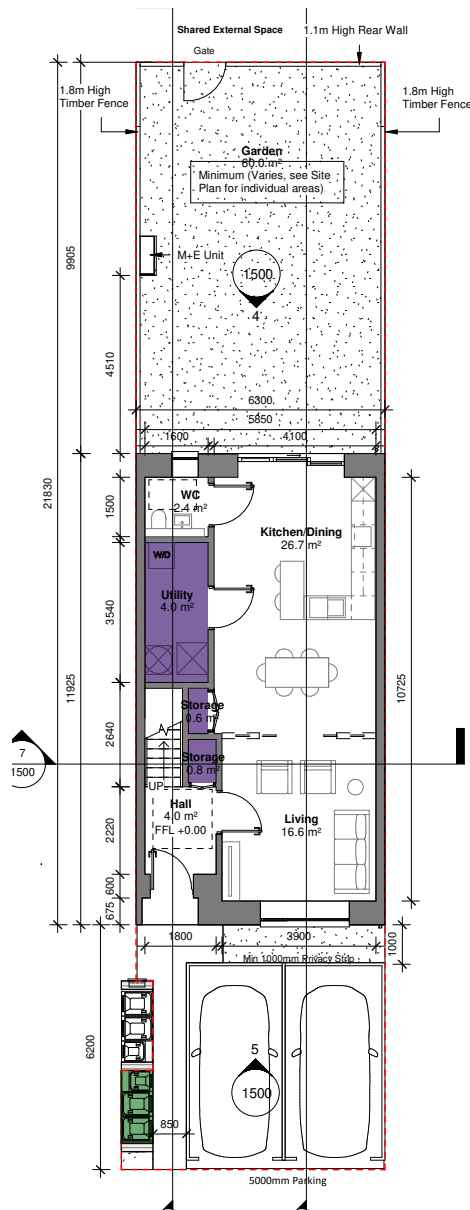 Shared External Space
1.1m High Rear Wall
Gate
1.8m High
Timber Fence
1.8m High
Timber Fence
Garden
60.0 m²
Minimum (Varies, see Site
Plan for individual areas)
M+E Unit
1500
4
9905
4510
6300
5850
1600
4100
21830
11925
1500
WC
2.4 m²
Kitchen/Dining
26.7 m²
W/D
Utility
4.0 m²
3540
10725
Storage
0.6 m²
2640
7
1500
Storage
0.8 m²
UP
Hall
4.0 m²
FFL +0.00
Living
16.6 m²
2220
600
675
1800
3900
1000
Min 1000mm Privacy Strip
6200
5
1500
850
5000mm Parking